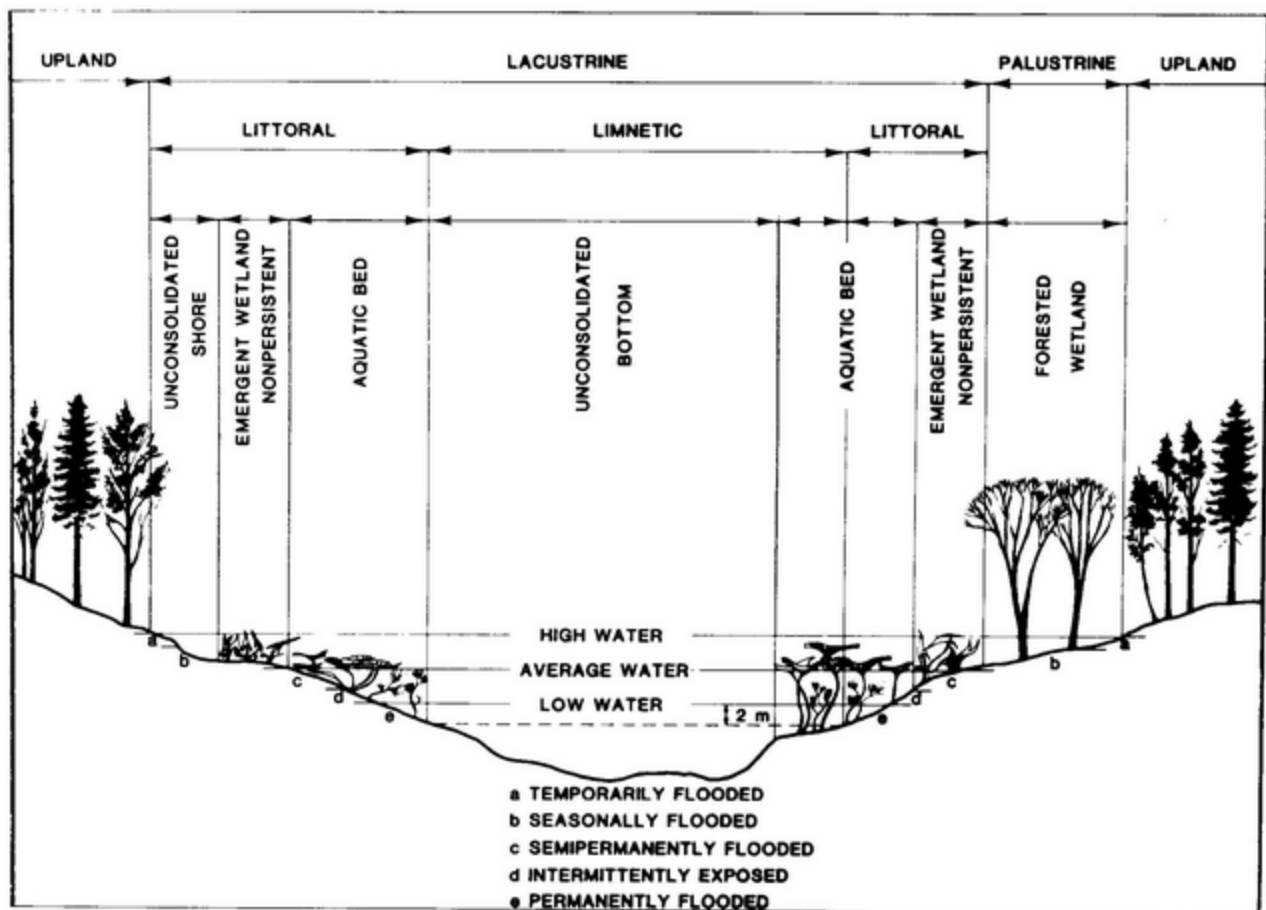 UPLAND
LACUSTRINE
PALUSTRINE
UPLAND
LITTORAL
LIMNETIC
LITTORAL
UNCONSOLIDATED
SHORE
EMERGENT WETLAND
NONPERSISTENT
AQUATIC BED
UNCONSOLIDATED
BOTTOM
AQUATIC BED
EMERGENT WETLAND
NONPERSISTENT
FORESTED
WETLAND
HIGH WATER
AVERAGE WATER
LOW WATER
2 m
a
b
c
d
e
e
d
c
b
a
a TEMPORARILY FLOODED
b SEASONALLY FLOODED
c SEMIPERMANENTLY FLOODED
d INTERMITTENTLY EXPOSED
e PERMANENTLY FLOODED